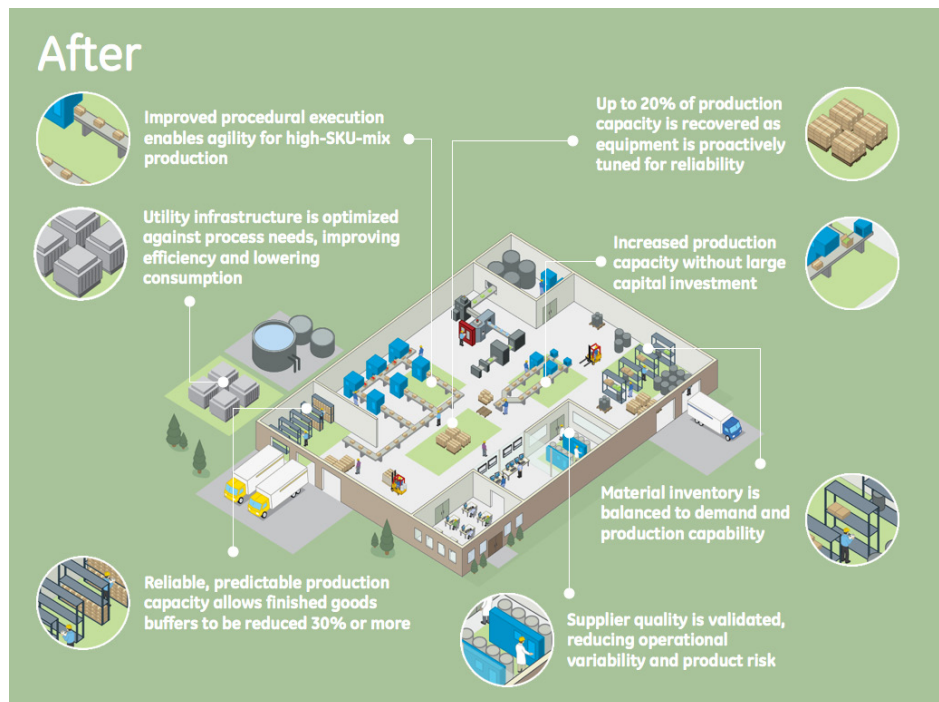 After
Improved procedural execution
enables agility for high-SKU-mix
production
Up to 20% of production
capacity is recovered as
equipment is proactively
tuned for reliability
Utility infrastructure is optimized
against process needs, improving
efficiency and lowering
consumption
Increased production
capacity without large
capital investment
Material inventory is
balanced to demand and
production capability
Reliable, predictable production
capacity allows finished goods
buffers to be reduced 30% or more
Supplier quality is validated,
reducing operational
variability and product risk